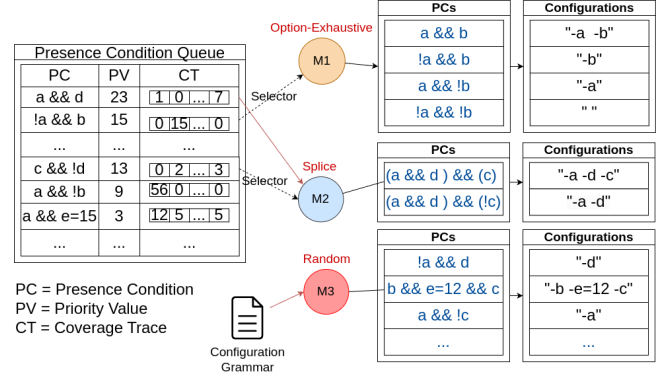 Presence Condition Queue
PC PV CT
a && d 23 1 0 ... 7
!a && b 15 0 15 ... 0
... ... ...
c && !d 13 0 2 ... 3
a && !b 9 56 0 ... 0
a && e=15 3 12 5 ... 5
... ... ...
PC = Presence Condition
PV = Priority Value
CT = Coverage Trace
Option-Exhaustive
M1
Selector
Splice
M2
Selector
Random
M3
Configuration
Grammar
PCs
a && b
!a && b
a && !b
!a && !b
Configurations
"-a -b"
"-b"
"-a"
" "
PCs
(a && d ) && (c)
(a && d ) && (!c)
Configurations
"-a -d -c"
"-a -d"
PCs
!a && d
b && e=12 && c
a && !c
...
Configurations
"-d"
"-b -e=12 -c"
"-a"
...